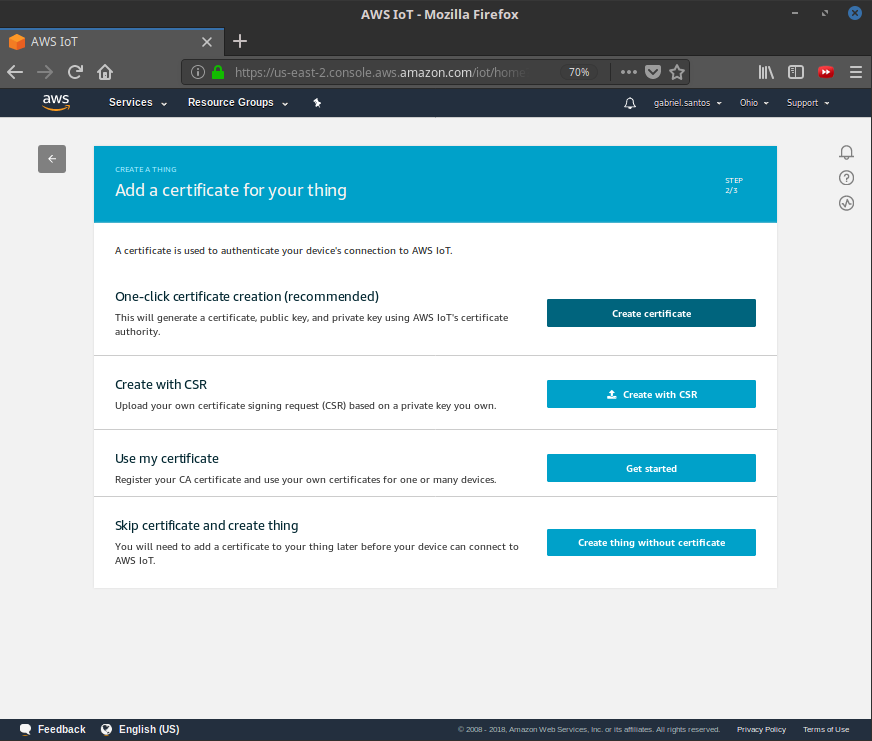 AWS IoT - Mozilla Firefox
AWS IoT
https://us-east-2.console.aws.amazon.com/iot/home
70%
aws
Services
Resource Groups
gabriel.santos
Ohio
Support
CREATE A THING
Add a certificate for your thing
STEP
2/3
A certificate is used to authenticate your device's connection to AWS IoT.
One-click certificate creation (recommended)
This will generate a certificate, public key, and private key using AWS IoT's certificate
authority.
Create certificate
Create with CSR
Upload your own certificate signing request (CSR) based on a private key you own.
Create with CSR
Use my certificate
Register your CA certificate and use your own certificates for one or many devices.
Get started
Skip certificate and create thing
You will need to add a certificate to your thing later before your device can connect to
AWS IoT.
Create thing without certificate
Feedback
English (US)
© 2008 - 2018, Amazon Web Services, Inc. or its affiliates. All rights reserved.
Privacy Policy
Terms of Use